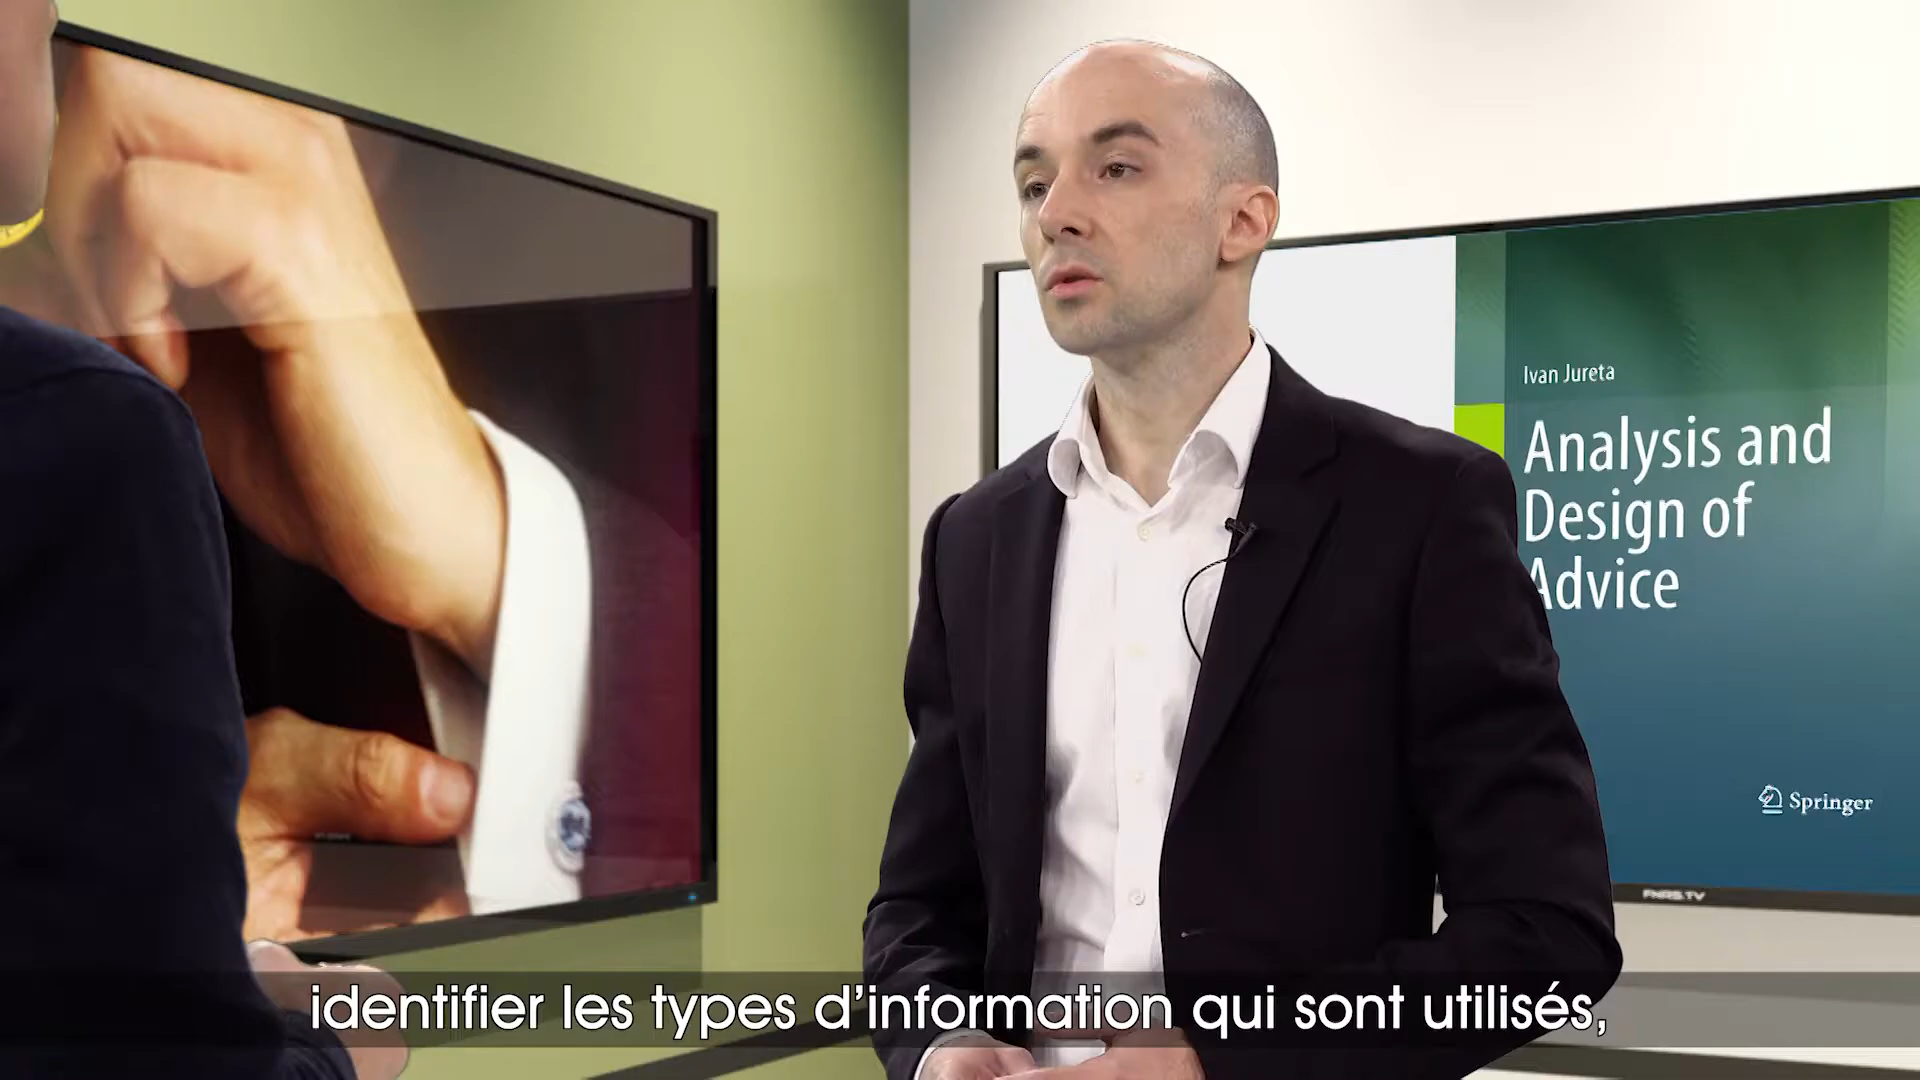 Ivan Jureta
Analysis and
Design of
Advice
Springer
FNRS.TV
identifier les types d'information qui sont utilisés,